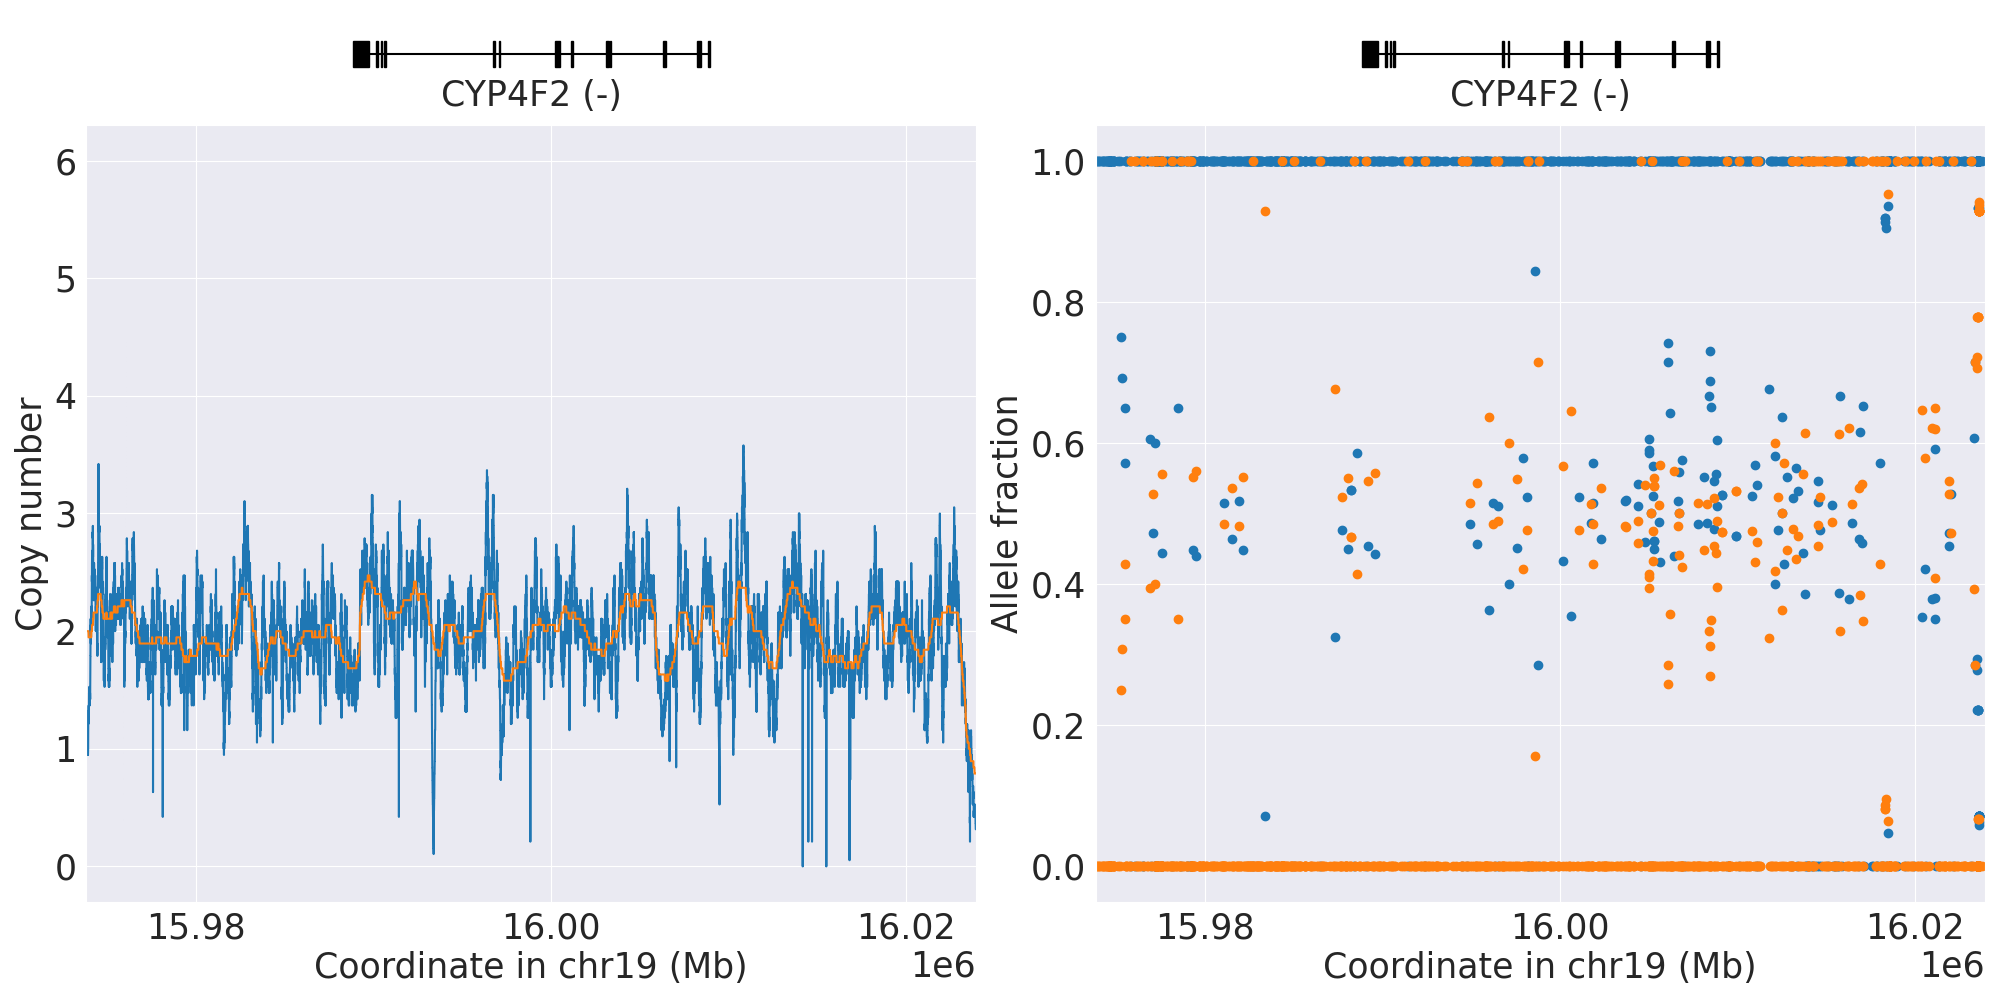 CYP4F2 (-)
6
5
4
3
2
1
0
Copy number
15.98
16.00
16.02
Coordinate in chr19 (Mb)
1e6
CYP4F2 (-)
1.0
0.8
0.6
0.4
0.2
0.0
Allele fraction
15.98
16.00
16.02
Coordinate in chr19 (Mb)
1e6